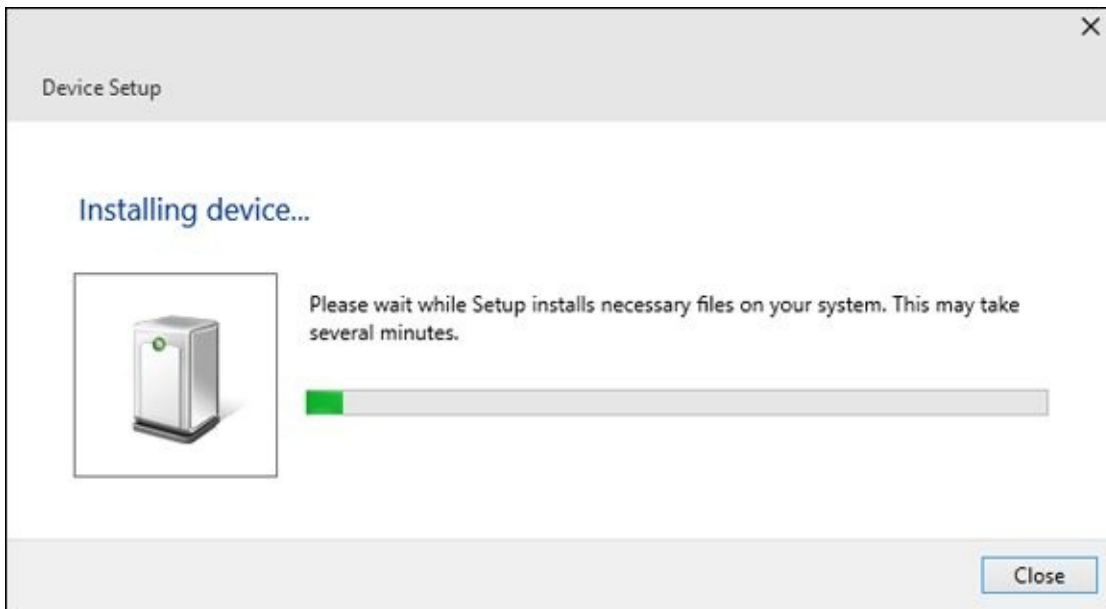 Device Setup
Installing device...
Please wait while Setup installs necessary files on your system. This may take
several minutes.
Close